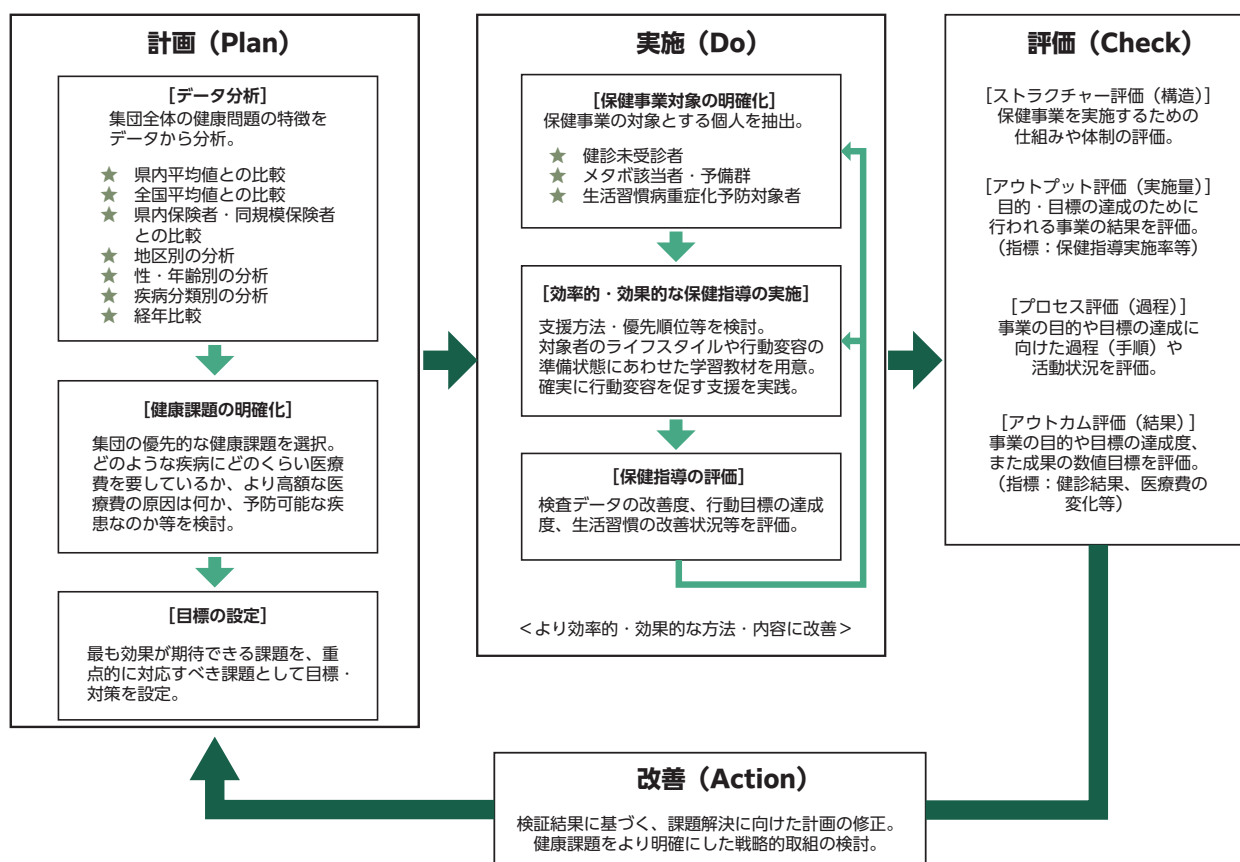 計画（Plan）
[データ分析]
集団全体の健康問題の特徴を
データから分析。
★ 県内平均値との比較
★ 全国平均値との比較
★ 県内保険者・同規模保険者
との比較
★ 地区別の分析
★ 性・年齢別の分析
★ 疾病分類別の分析
★ 経年比較
[健康課題の明確化]
集団の優先的な健康課題を選択。
どのような疾病にどのくらい医療
費を要しているか、より高額な医
療費の原因は何か、予防可能な疾
患なのか等を検討。
[目標の設定]
最も効果が期待できる課題を、重
点的に対応すべき課題として目標・
対策を設定。
実施（Do）
[保健事業対象の明確化]
保健事業の対象とする個人を抽出。
★ 健診未受診者
★ メタボ該当者・予備群
★ 生活習慣病重症化予防対象者
[効率的・効果的な保健指導の実施]
支援方法・優先順位等を検討。
対象者のライフスタイルや行動変容の
準備状態にあわせた学習教材を用意。
確実に行動変容を促す支援を実践。
[保健指導の評価]
検査データの改善度、行動目標の達成
度、生活習慣の改善状況等を評価。
＜より効率的・効果的な方法・内容に改善＞
評価（Check）
[ストラクチャー評価（構造）]
保健事業を実施するための
仕組みや体制の評価。
[アウトプット評価（実施量）]
目的・目標の達成のために
行われる事業の結果を評価。
（指標：保健指導実施率等）
[プロセス評価（過程）]
事業の目的や目標の達成に
向けた過程（手順）や
活動状況を評価。
[アウトカム評価（結果）]
事業の目的や目標の達成度、
また成果の数値目標を評価。
（指標：健診結果、医療費の
変化等）
改善（Action）
検証結果に基づく、課題解決に向けた計画の修正。
健康課題をより明確にした戦略的取組の検討。